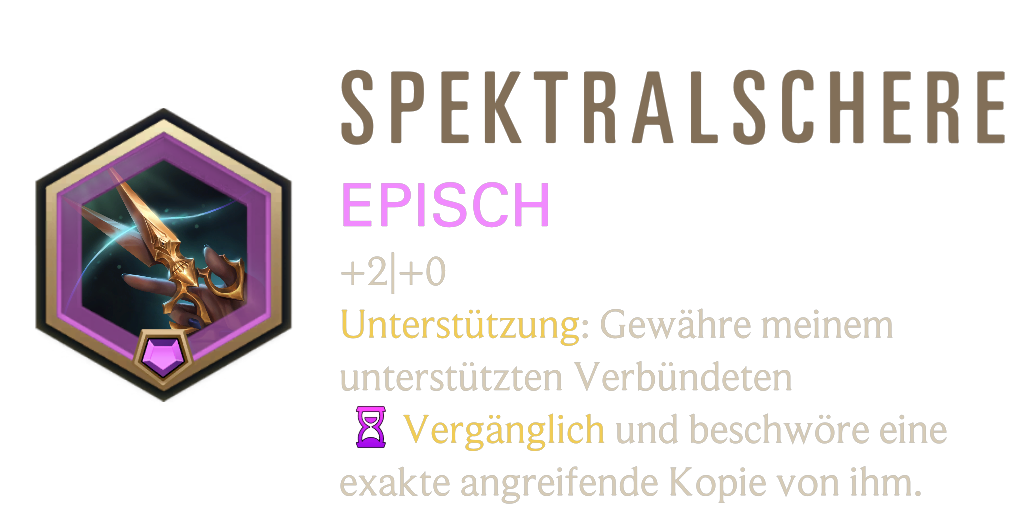 SPEKTRALSCHERE
EPISCH
+2|+0
Unterstützung: Gewähre meinem
unterstützten Verbündeten
Vergänglich und beschwöre eine
exakte angreifende Kopie von ihm.